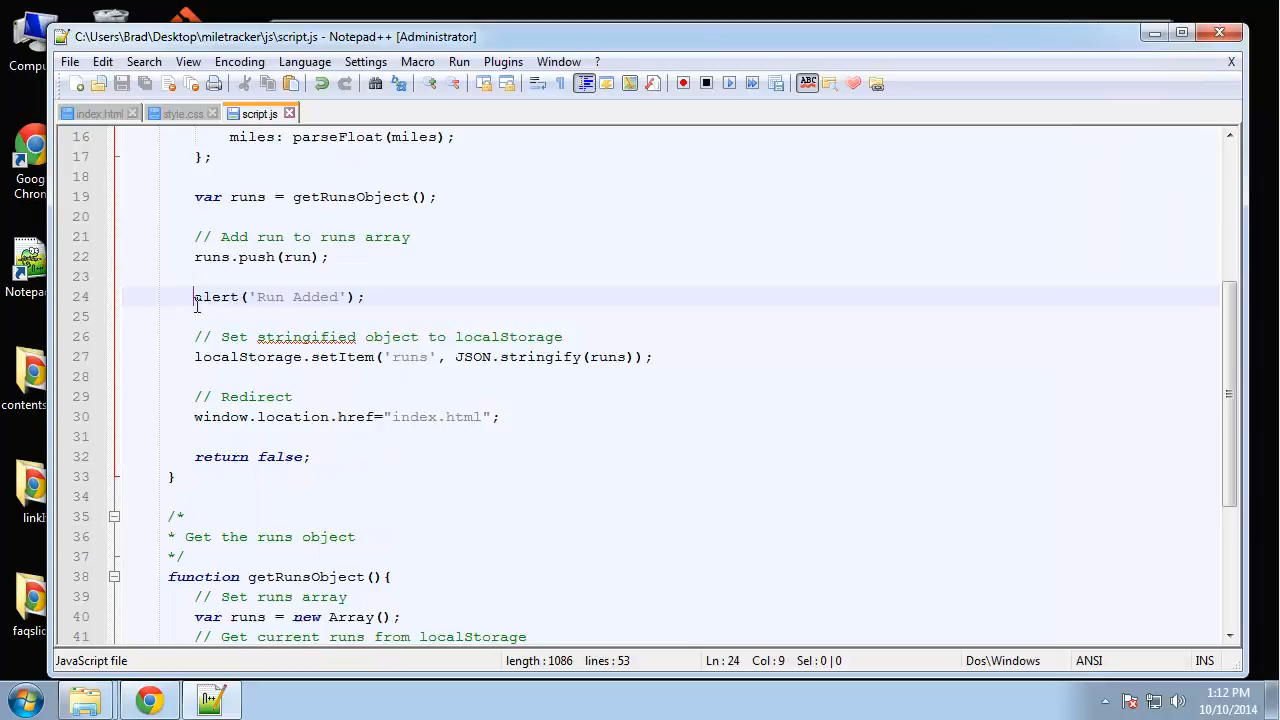 Compu
C:\Users\Brad\Desktop\miletracker\js\script.js - Notepad++ [Administrator]
File Edit Search View Encoding Language Settings Macro Run Plugins Window ? X
index.html style.css script.js
16 miles: parseFloat(miles);
17 };
18
19 var runs = getRunsObject();
20
21 // Add run to runs array
22 runs.push(run);
23
24 alert('Run Added');
25
26 // Set stringified object to localStorage
27 localStorage.setItem('runs', JSON.stringify(runs));
28
29 // Redirect
30 window.location.href="index.html";
31
32 return false;
33 }
34
35 /*
36 * Get the runs object
37 */
38 function getRunsObject(){
39 // Set runs array
40 var runs = new Array();
41 // Get current runs from localStorage
Goog
Chron
Notepa
contents
linkl
faqslic
JavaScript file length : 1086 lines : 53 Ln : 24 Col : 9 Sel : 0 | 0 Dos\Windows ANSI INS
1:12 PM
10/10/2014